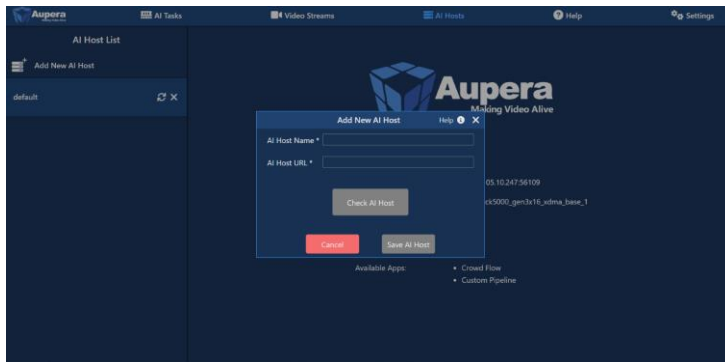 Aupera
AI Tasks
Video Streams
AI Hosts
Help
Settings
AI Host List
Add New AI Host
default
Aupera
Making Video Alive
Add New AI Host
Help
AI Host Name *
AI Host URL *
Check AI Host
Cancel
Save AI Host
05.10.247:56109
ck5000_gen3x16_xdma_base_1
Available Apps:
• Crowd Flow
• Custom Pipeline